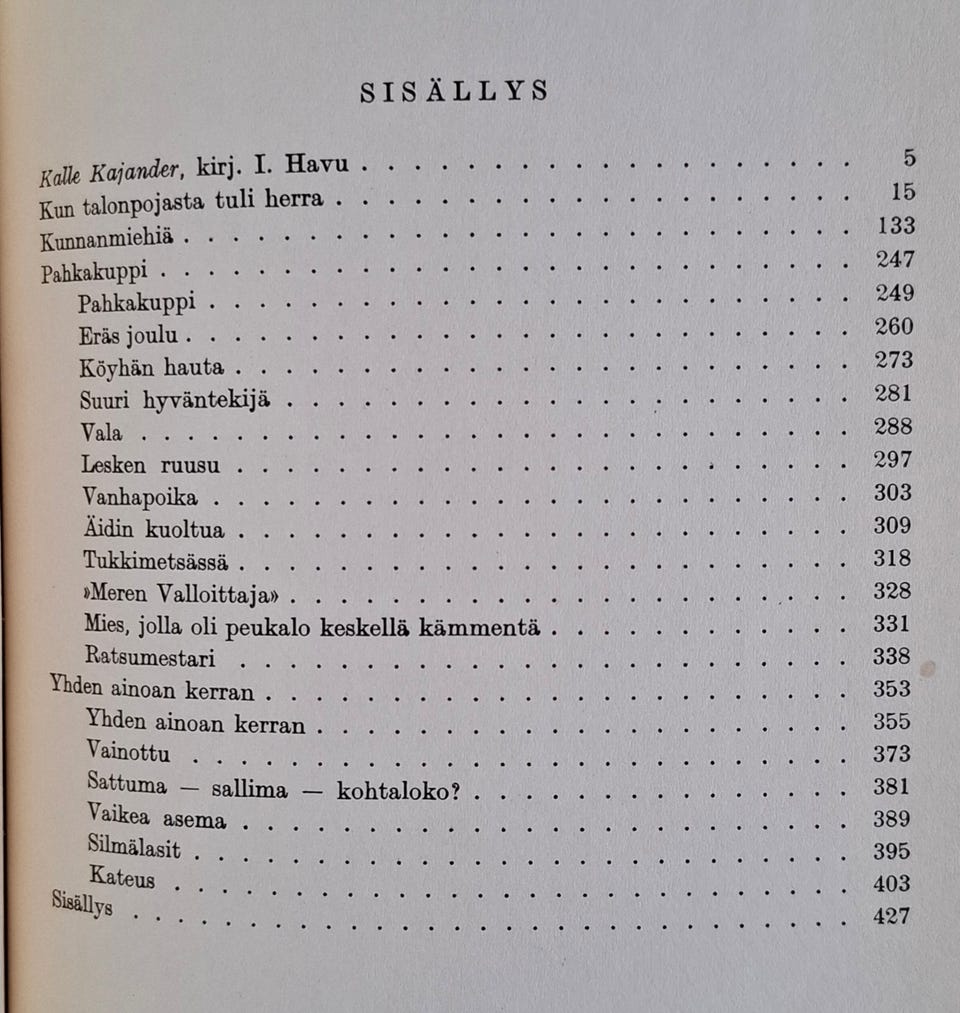 SISÄLLYS
Kalle Kajander, kirj. I. Havu . . . . . . . . . . . . . . . . . . . 5
Kun talonpojasta tuli herra . . . . . . . . . . . . . . . . . . . . 15
Kunnanmiehiä . . . . . . . . . . . . . . . . . . . . . . . . . . 133
Pahkakuppi . . . . . . . . . . . . . . . . . . . . . . . . . . . 247
Pahkakuppi . . . . . . . . . . . . . . . . . . . . . . . . . 249
Eräs joulu . . . . . . . . . . . . . . . . . . . . . . . . . . 260
Köyhän hauta . . . . . . . . . . . . . . . . . . . . . . . . 273
Suuri hyväntekijä . . . . . . . . . . . . . . . . . . . . . . 281
Vala . . . . . . . . . . . . . . . . . . . . . . . . . . . . 288
Lesken ruusu . . . . . . . . . . . . . . . . . . . . . . . . 297
Vanhapoika . . . . . . . . . . . . . . . . . . . . . . . . . 303
Äidin kuoltua . . . . . . . . . . . . . . . . . . . . . . . . 309
Tukkimetsässä . . . . . . . . . . . . . . . . . . . . . . . . 318
»Meren Valloittaja» . . . . . . . . . . . . . . . . . . . . . . 328
Mies, jolla oli peukalo keskellä kämmentä . . . . . . . . . . . . 331
Ratsumestari . . . . . . . . . . . . . . . . . . . . . . . . 338
Yhden ainoan kerran . . . . . . . . . . . . . . . . . . . . . . . 353
Yhden ainoan kerran . . . . . . . . . . . . . . . . . . . . . 355
Vainottu . . . . . . . . . . . . . . . . . . . . . . . . . . 373
Sattuma — sallima — kohtaloko? . . . . . . . . . . . . . . . 381
Vaikea asema . . . . . . . . . . . . . . . . . . . . . . . . 389
Silmälasit . . . . . . . . . . . . . . . . . . . . . . . . . . 395
Kateus . . . . . . . . . . . . . . . . . . . . . . . . . . . 403
Sisällys . . . . . . . . . . . . . . . . . . . . . . . . . . . . 427